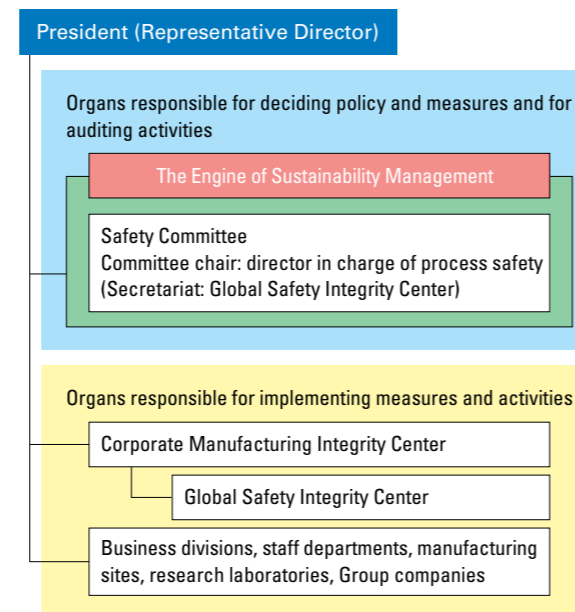 President (Representative Director)
Organs responsible for deciding policy and measures and for
auditing activities
The Engine of Sustainability Management
Safety Committee
Committee chair: director in charge of process safety
(Secretariat: Global Safety Integrity Center)
Organs responsible for implementing measures and activities
Corporate Manufacturing Integrity Center
Global Safety Integrity Center
Business divisions, staff departments, manufacturing
sites, research laboratories, Group companies